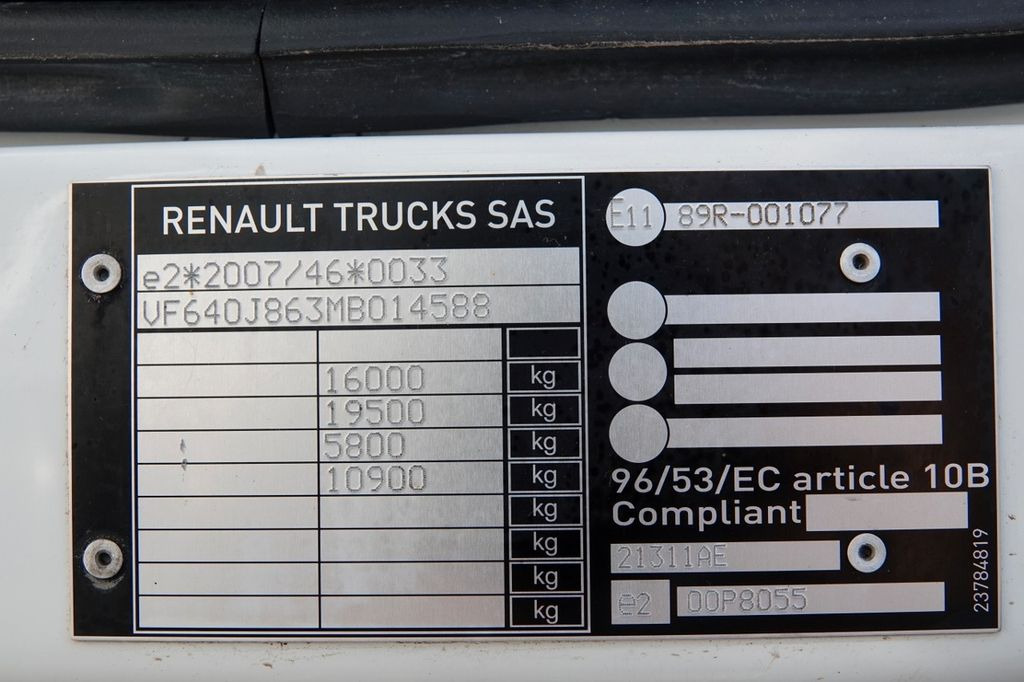 RENAULT TRUCKS SAS
e2*2007/46*0033
VF640J863MB014588
16000 kg
19500 kg
5800 kg
10900 kg
kg
kg
kg
kg
E11 89R-001077
96/53/EC article 10B
Compliant
21311AE
e2 00P8055
23784819